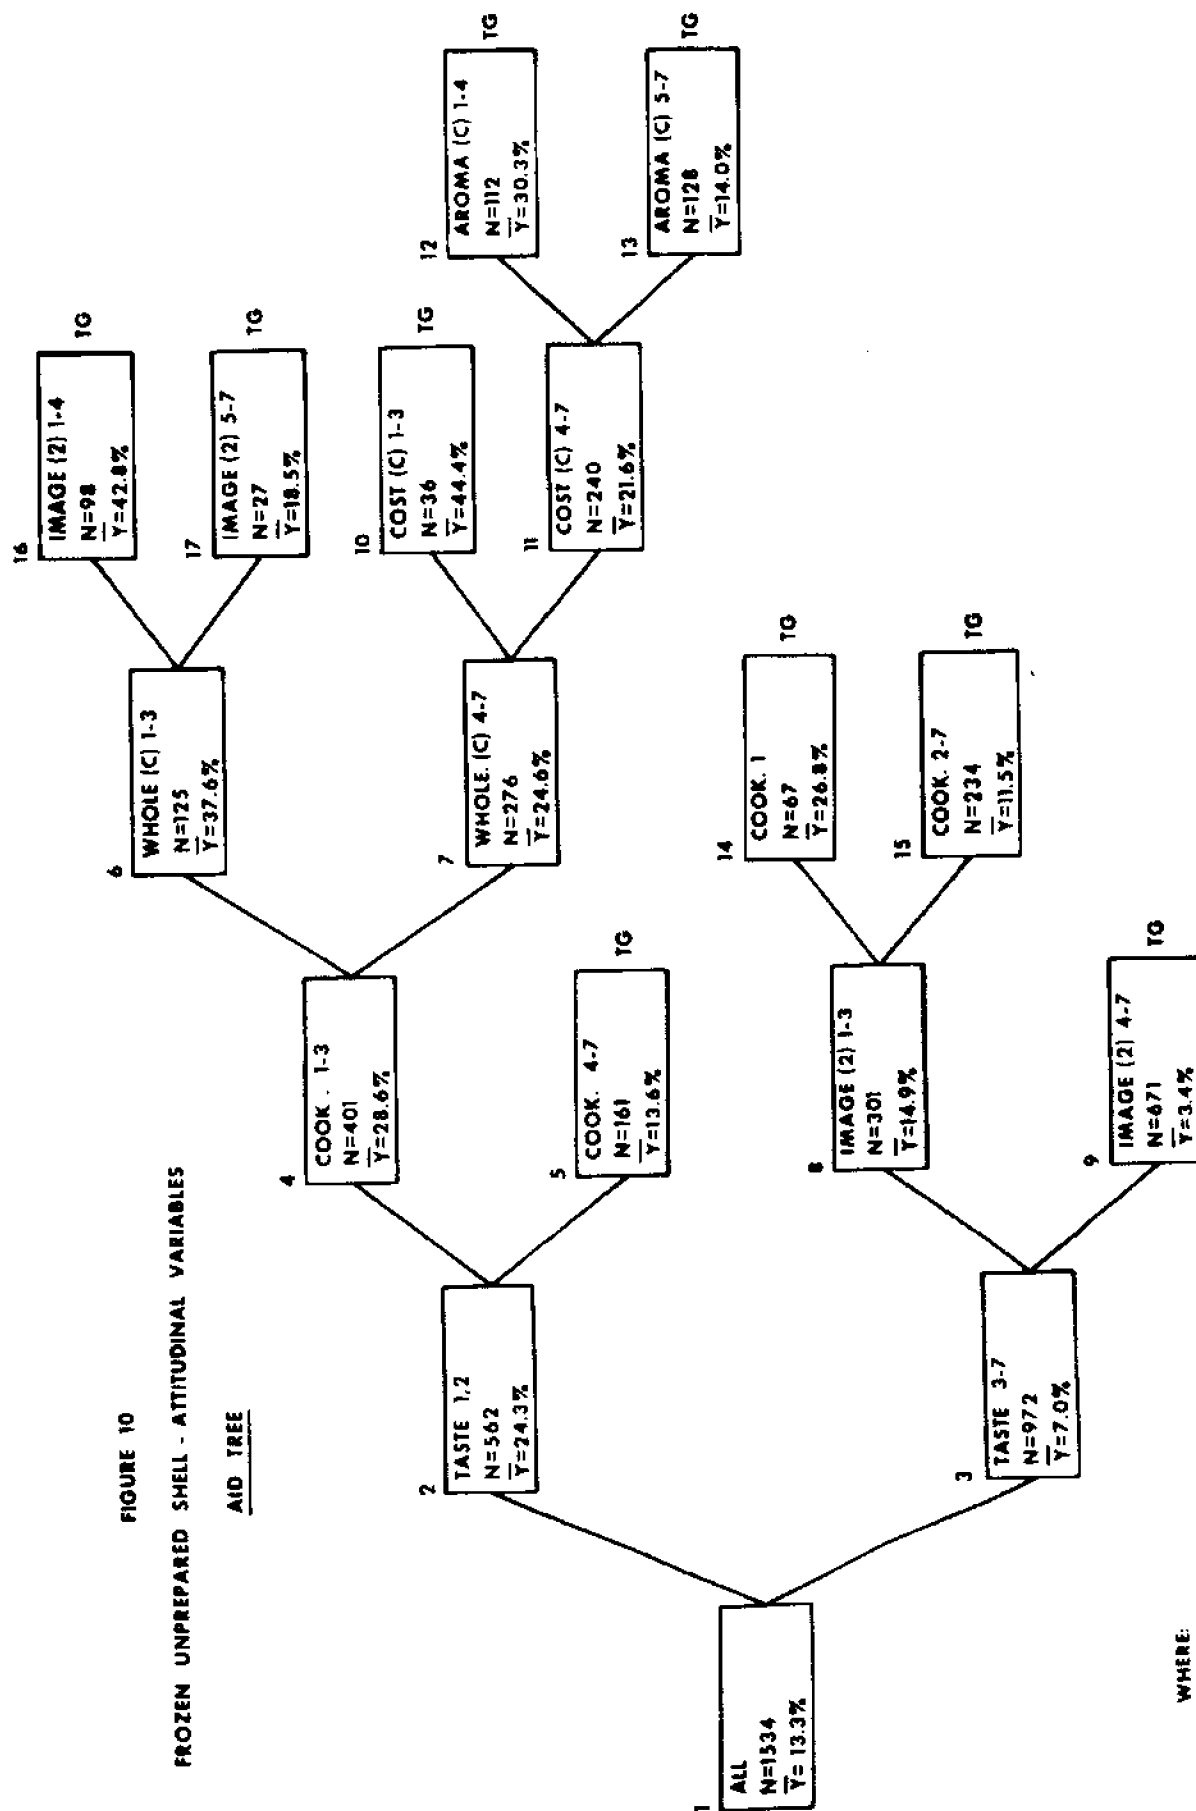 FIGURE 10
FROZEN UNPREPARED SHELL - ATTITUDINAL VARIABLES
AID TREE
1
ALL
N=1534
Y̅= 13.3%
2
TASTE 1,2
N=562
Y̅=24.3%
3
TASTE 3-7
N=972
Y̅=7.0%
4
COOK . 1-3
N=401
Y̅=28.6%
5
COOK. 4-7
N=161
Y̅=13.6%
TG
8
IMAGE (2) 1-3
N=301
Y̅=14.9%
9
IMAGE (2) 4-7
N=671
Y̅=3.4%
TG
6
WHOLE (C) 1-3
N=125
Y̅=37.6%
7
WHOLE. (C) 4-7
N=276
Y̅=24.6%
14
COOK. 1
N=67
Y̅=26.8%
TG
15
COOK. 2-7
N=234
Y̅=11.5%
TG
16
IMAGE (2) 1-4
N=98
Y̅=42.8%
TG
17
IMAGE (2) 5-7
N=27
Y̅=18.5%
TG
10
COST (C) 1-3
N=36
Y̅=44.4%
TG
11
COST (C) 4-7
N=240
Y̅=21.6%
12
AROMA (C) 1-4
N=112
Y̅=30.3%
TG
13
AROMA (C) 5-7
N=128
Y̅=14.0%
TG
WHERE: